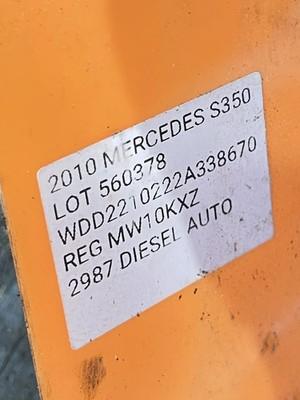 2010 MERCEDES S350
LOT 560378
WDD2210222A338670
REG MW10KXZ
2987 DIESEL AUTO